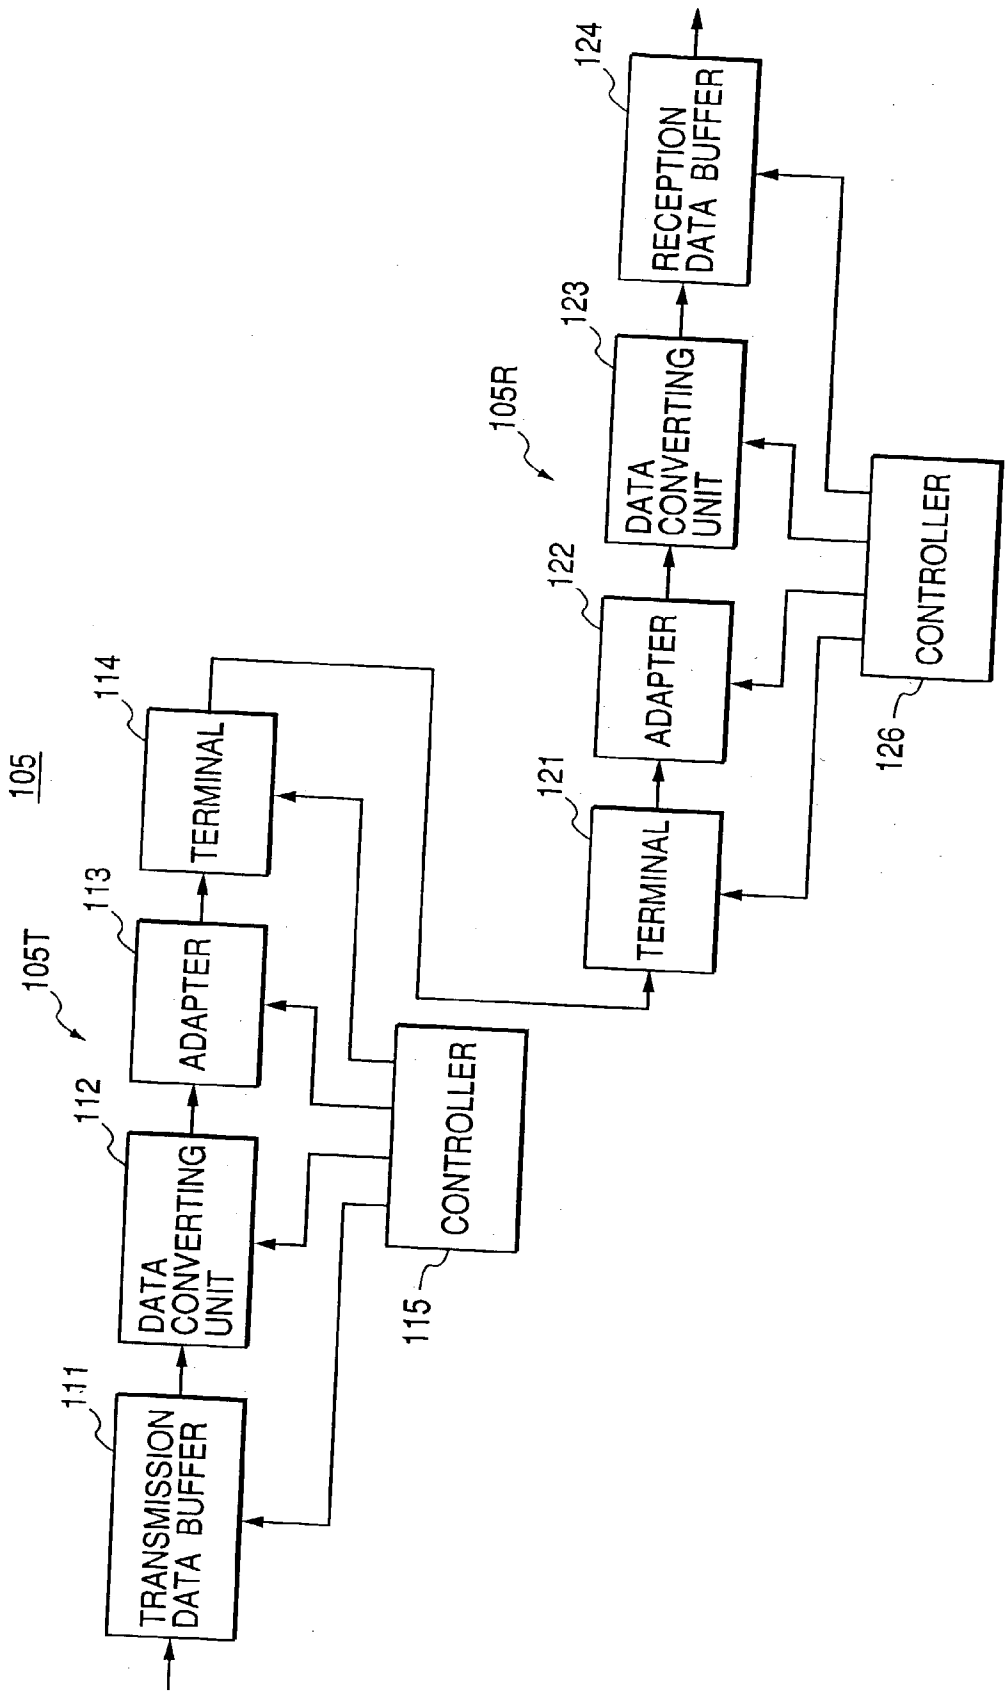 105
105T
111
TRANSMISSION
DATA BUFFER
112
DATA
CONVERTING
UNIT
113
ADAPTER
114
TERMINAL
115
CONTROLLER
105R
121
TERMINAL
122
ADAPTER
123
DATA
CONVERTING
UNIT
124
RECEPTION
DATA BUFFER
126
CONTROLLER